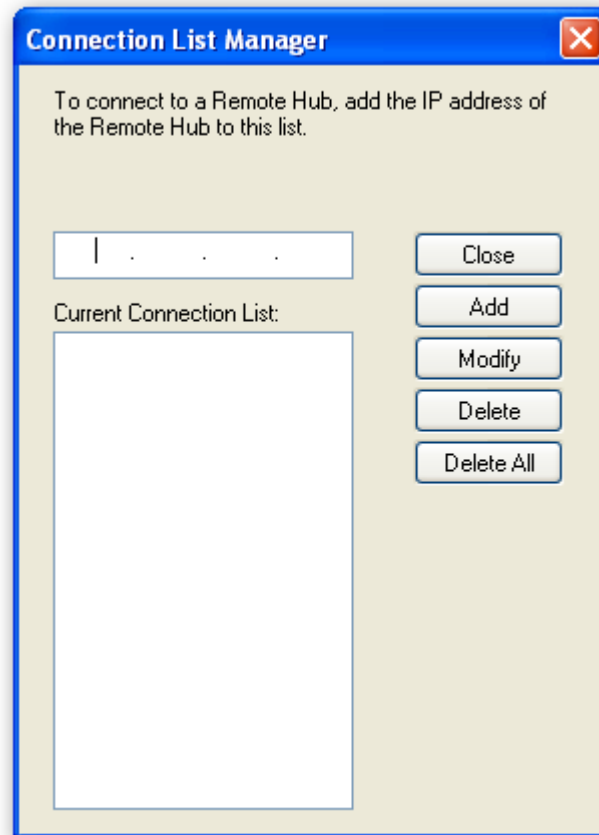 Connection List Manager
To connect to a Remote Hub, add the IP address of
the Remote Hub to this list.
. . .
Close
Current Connection List:
Add
Modify
Delete
Delete All